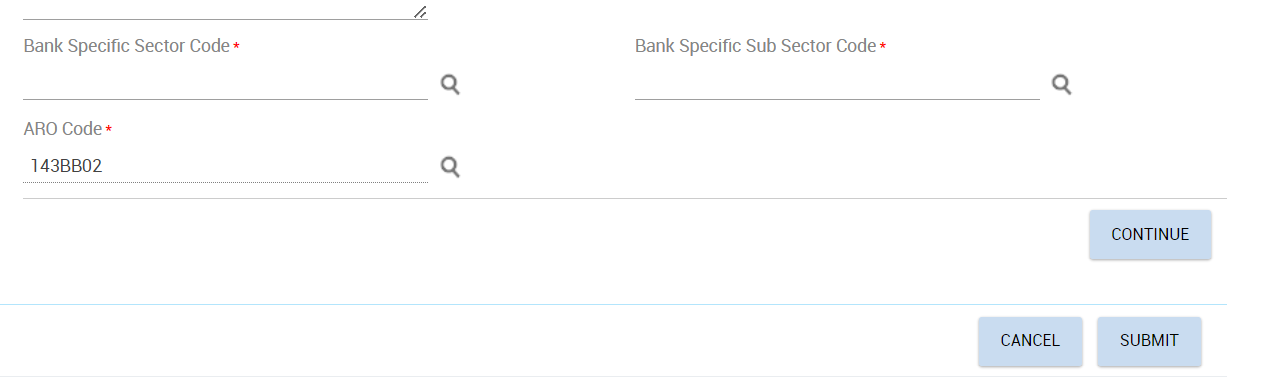 Bank Specific Sector Code *
Bank Specific Sub Sector Code *
ARO Code *
143BB02
CONTINUE
CANCEL
SUBMIT